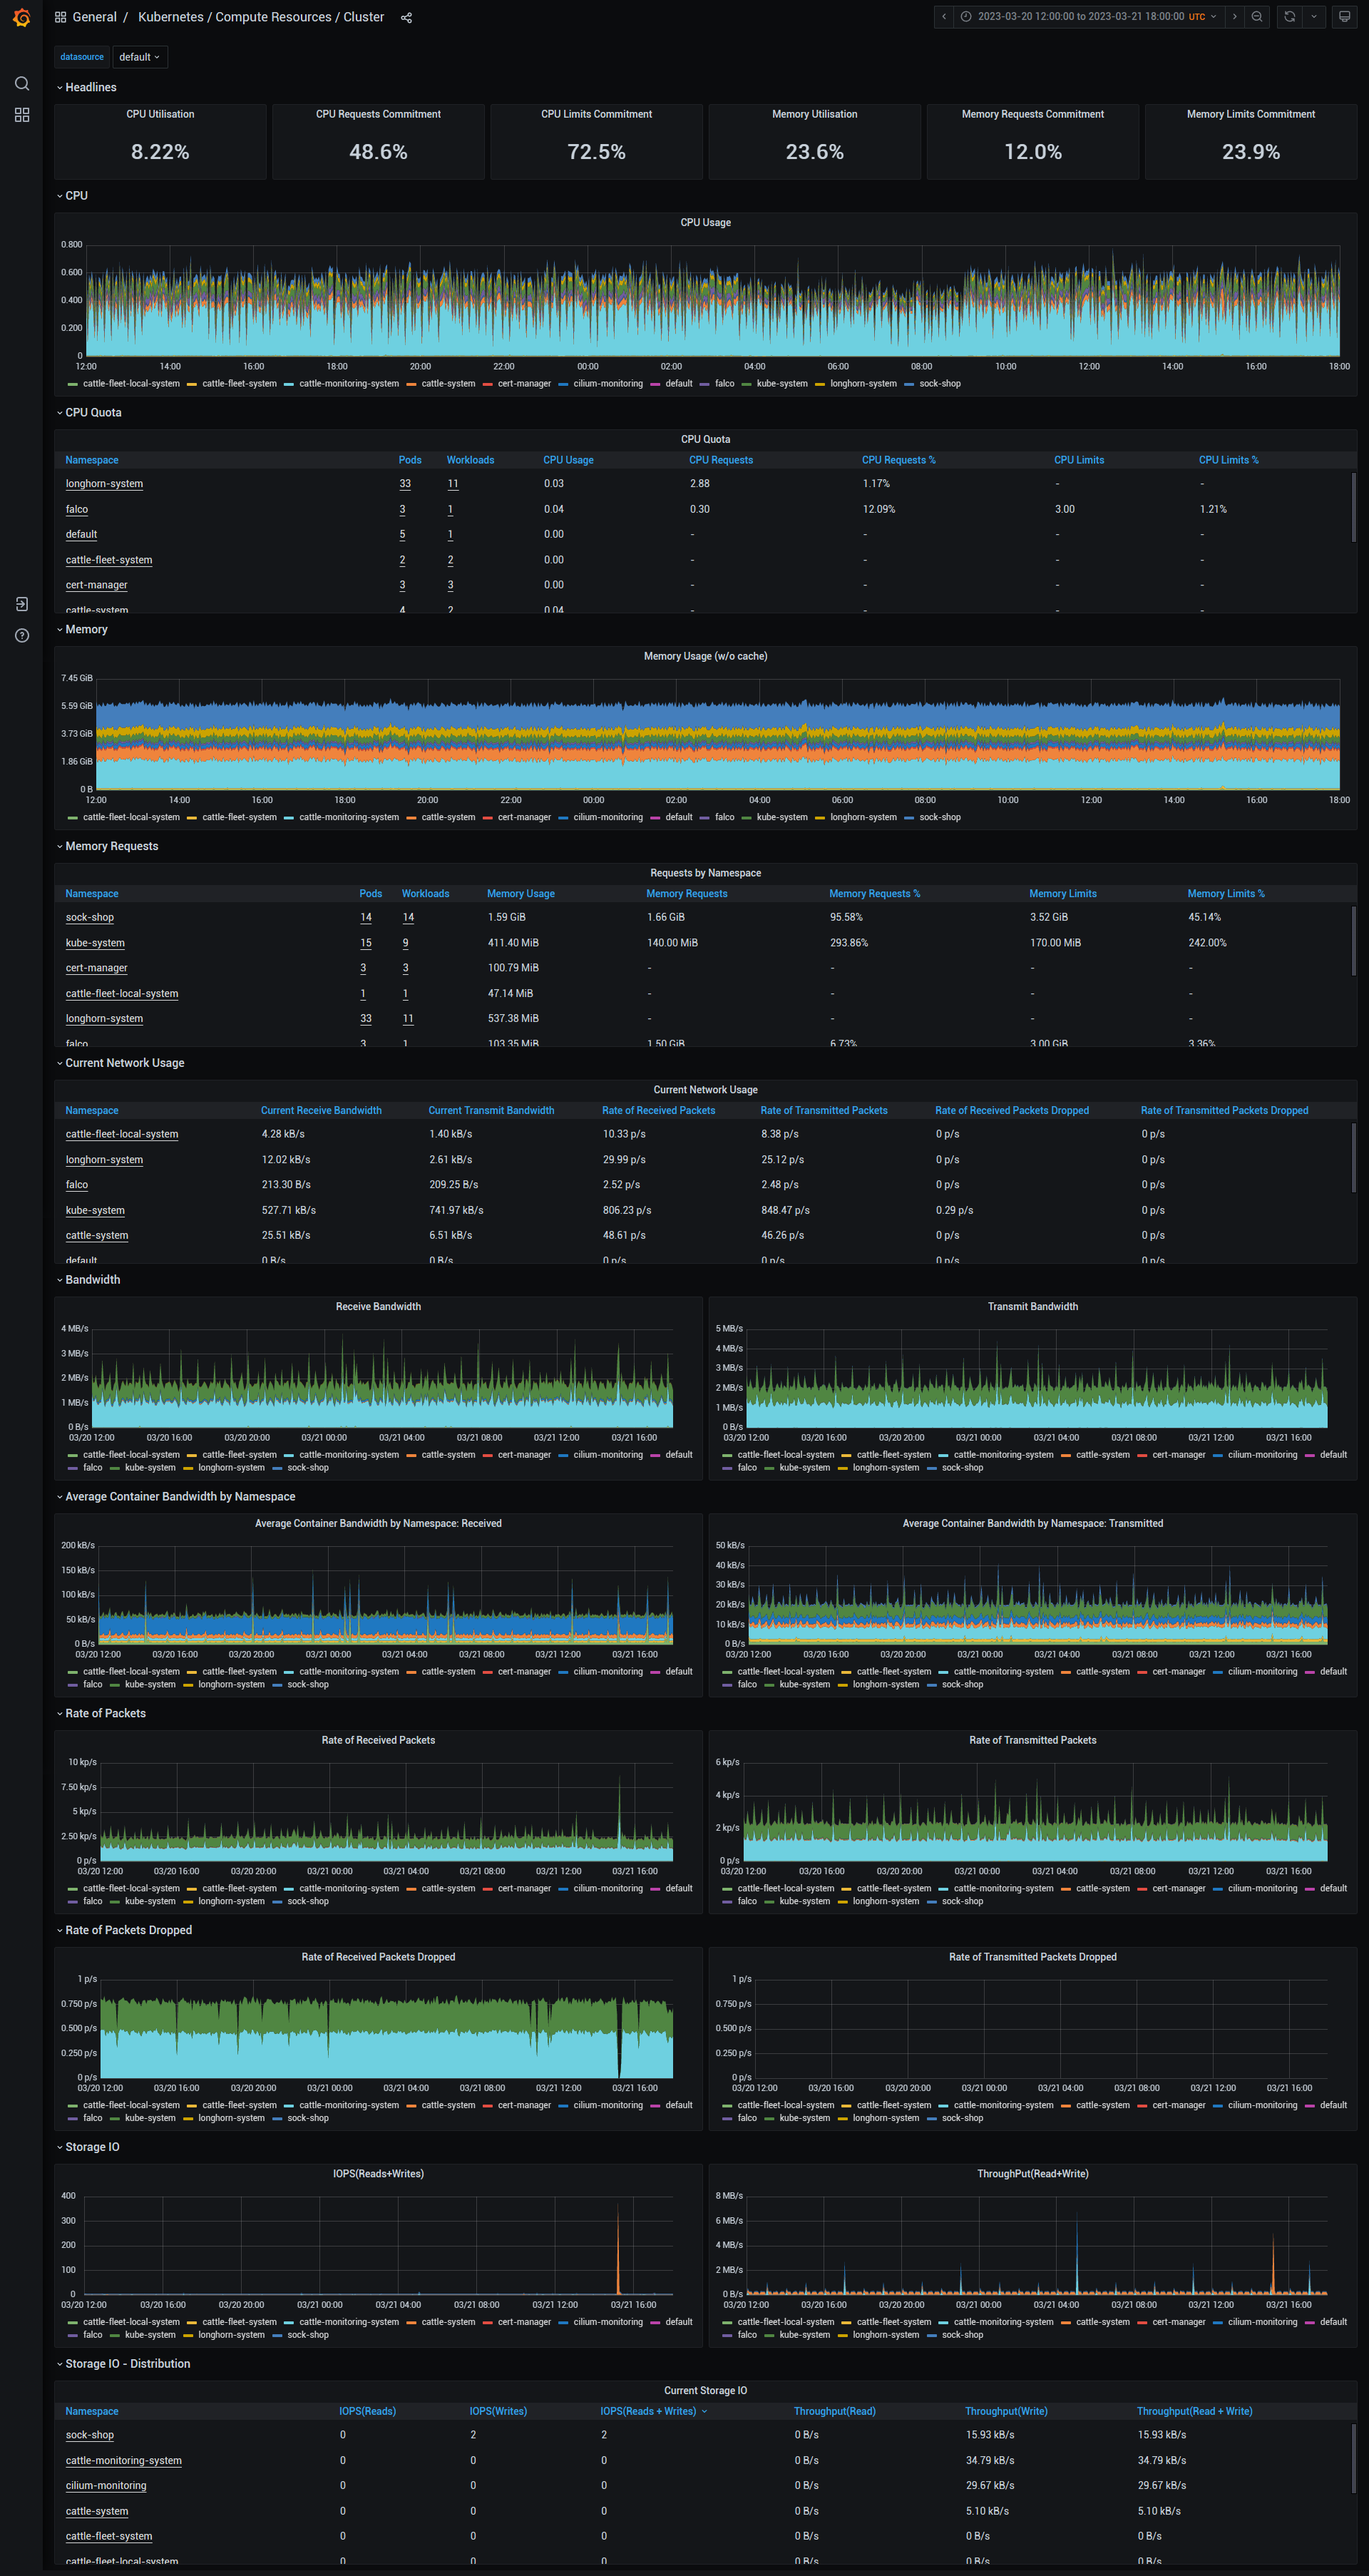 General / Kubernetes / Compute Resources / Cluster 2023-03-20 12:00:00 to 2023-03-21 18:00:00 UTC
datasource default
Headlines
CPU Utilisation CPU Requests Commitment CPU Limits Commitment Memory Utilisation Memory Requests Commitment Memory Limits Commitment
8.22% 48.6% 72.5% 23.6% 12.0% 23.9%
CPU
CPU Usage
0.800
0.600
0.400
0.200
0
12:00 14:00 16:00 18:00 20:00 22:00 00:00 02:00 04:00 06:00 08:00 10:00 12:00 14:00 16:00 18:00
cattle-fleet-local-system cattle-fleet-system cattle-monitoring-system cattle-system cert-manager cilium-monitoring default falco kube-system longhorn-system sock-shop
CPU Quota
CPU Quota
Namespace Pods Workloads CPU Usage CPU Requests CPU Requests % CPU Limits CPU Limits %
longhorn-system 33 11 0.03 2.88 1.17% - -
falco 3 1 0.04 0.30 12.09% 3.00 1.21%
default 5 1 0.00 - - - -
cattle-fleet-system 2 2 0.00 - - - -
cert-manager 3 3 0.00 - - - -
cattle-system 4 2 0.04 - - - -
Memory
Memory Usage (w/o cache)
7.45 GiB
5.59 GiB
3.73 GiB
1.86 GiB
0 B
12:00 14:00 16:00 18:00 20:00 22:00 00:00 02:00 04:00 06:00 08:00 10:00 12:00 14:00 16:00 18:00
cattle-fleet-local-system cattle-fleet-system cattle-monitoring-system cattle-system cert-manager cilium-monitoring default falco kube-system longhorn-system sock-shop
Memory Requests
Requests by Namespace
Namespace Pods Workloads Memory Usage Memory Requests Memory Requests % Memory Limits Memory Limits %
sock-shop 14 14 1.59 GiB 1.66 GiB 95.58% 3.52 GiB 45.14%
kube-system 15 9 411.40 MiB 140.00 MiB 293.86% 170.00 MiB 242.00%
cert-manager 3 3 100.79 MiB - - - -
cattle-fleet-local-system 1 1 47.14 MiB - - - -
longhorn-system 33 11 537.38 MiB - - - -
falco 3 1 103.35 MiB 1.50 GiB 6.73% 3.00 GiB 3.36%
Current Network Usage
Current Network Usage
Namespace Current Receive Bandwidth Current Transmit Bandwidth Rate of Received Packets Rate of Transmitted Packets Rate of Received Packets Dropped Rate of Transmitted Packets Dropped
cattle-fleet-local-system 4.28 kB/s 1.40 kB/s 10.33 p/s 8.38 p/s 0 p/s 0 p/s
longhorn-system 12.02 kB/s 2.61 kB/s 29.99 p/s 25.12 p/s 0 p/s 0 p/s
falco 213.30 B/s 209.25 B/s 2.52 p/s 2.48 p/s 0 p/s 0 p/s
kube-system 527.71 kB/s 741.97 kB/s 806.23 p/s 848.47 p/s 0.29 p/s 0 p/s
cattle-system 25.51 kB/s 6.51 kB/s 48.61 p/s 46.26 p/s 0 p/s 0 p/s
default 0 B/s 0 B/s 0 p/s 0 p/s 0 p/s 0 p/s
Bandwidth
Receive Bandwidth
4 MB/s
3 MB/s
2 MB/s
1 MB/s
0 B/s
03/20 12:00 03/20 16:00 03/20 20:00 03/21 00:00 03/21 04:00 03/21 08:00 03/21 12:00 03/21 16:00
cattle-fleet-local-system cattle-fleet-system cattle-monitoring-system cattle-system cert-manager cilium-monitoring default
falco kube-system longhorn-system sock-shop
Transmit Bandwidth
5 MB/s
4 MB/s
3 MB/s
2 MB/s
1 MB/s
0 B/s
03/20 12:00 03/20 16:00 03/20 20:00 03/21 00:00 03/21 04:00 03/21 08:00 03/21 12:00 03/21 16:00
cattle-fleet-local-system cattle-fleet-system cattle-monitoring-system cattle-system cert-manager cilium-monitoring default
falco kube-system longhorn-system sock-shop
Average Container Bandwidth by Namespace
Average Container Bandwidth by Namespace: Received
200 kB/s
150 kB/s
100 kB/s
50 kB/s
0 B/s
03/20 12:00 03/20 16:00 03/20 20:00 03/21 00:00 03/21 04:00 03/21 08:00 03/21 12:00 03/21 16:00
cattle-fleet-local-system cattle-fleet-system cattle-monitoring-system cattle-system cert-manager cilium-monitoring default
falco kube-system longhorn-system sock-shop
Average Container Bandwidth by Namespace: Transmitted
50 kB/s
40 kB/s
30 kB/s
20 kB/s
10 kB/s
0 B/s
03/20 12:00 03/20 16:00 03/20 20:00 03/21 00:00 03/21 04:00 03/21 08:00 03/21 12:00 03/21 16:00
cattle-fleet-local-system cattle-fleet-system cattle-monitoring-system cattle-system cert-manager cilium-monitoring default
falco kube-system longhorn-system sock-shop
Rate of Packets
Rate of Received Packets
10 kp/s
7.50 kp/s
5 kp/s
2.50 kp/s
0 p/s
03/20 12:00 03/20 16:00 03/20 20:00 03/21 00:00 03/21 04:00 03/21 08:00 03/21 12:00 03/21 16:00
cattle-fleet-local-system cattle-fleet-system cattle-monitoring-system cattle-system cert-manager cilium-monitoring default
falco kube-system longhorn-system sock-shop
Rate of Transmitted Packets
6 kp/s
4 kp/s
2 kp/s
0 p/s
03/20 12:00 03/20 16:00 03/20 20:00 03/21 00:00 03/21 04:00 03/21 08:00 03/21 12:00 03/21 16:00
cattle-fleet-local-system cattle-fleet-system cattle-monitoring-system cattle-system cert-manager cilium-monitoring default
falco kube-system longhorn-system sock-shop
Rate of Packets Dropped
Rate of Received Packets Dropped
1 p/s
0.750 p/s
0.500 p/s
0.250 p/s
0 p/s
03/20 12:00 03/20 16:00 03/20 20:00 03/21 00:00 03/21 04:00 03/21 08:00 03/21 12:00 03/21 16:00
cattle-fleet-local-system cattle-fleet-system cattle-monitoring-system cattle-system cert-manager cilium-monitoring default
falco kube-system longhorn-system sock-shop
Rate of Transmitted Packets Dropped
1 p/s
0.750 p/s
0.500 p/s
0.250 p/s
0 p/s
03/20 12:00 03/20 16:00 03/20 20:00 03/21 00:00 03/21 04:00 03/21 08:00 03/21 12:00 03/21 16:00
cattle-fleet-local-system cattle-fleet-system cattle-monitoring-system cattle-system cert-manager cilium-monitoring default
falco kube-system longhorn-system sock-shop
Storage IO
IOPS(Reads+Writes)
400
300
200
100
0
03/20 12:00 03/20 16:00 03/20 20:00 03/21 00:00 03/21 04:00 03/21 08:00 03/21 12:00 03/21 16:00
cattle-fleet-local-system cattle-fleet-system cattle-monitoring-system cattle-system cert-manager cilium-monitoring default
falco kube-system longhorn-system sock-shop
ThroughPut(Read+Write)
8 MB/s
6 MB/s
4 MB/s
2 MB/s
0 B/s
03/20 12:00 03/20 16:00 03/20 20:00 03/21 00:00 03/21 04:00 03/21 08:00 03/21 12:00 03/21 16:00
cattle-fleet-local-system cattle-fleet-system cattle-monitoring-system cattle-system cert-manager cilium-monitoring default
falco kube-system longhorn-system sock-shop
Storage IO - Distribution
Current Storage IO
Namespace IOPS(Reads) IOPS(Writes) IOPS(Reads + Writes) Throughput(Read) Throughput(Write) Throughput(Read + Write)
sock-shop 0 2 2 0 B/s 15.93 kB/s 15.93 kB/s
cattle-monitoring-system 0 0 0 0 B/s 34.79 kB/s 34.79 kB/s
cilium-monitoring 0 0 0 0 B/s 29.67 kB/s 29.67 kB/s
cattle-system 0 0 0 0 B/s 5.10 kB/s 5.10 kB/s
cattle-fleet-system 0 0 0 0 B/s 0 B/s 0 B/s
cattle-fleet-local-system 0 0 0 0 B/s 0 B/s 0 B/s